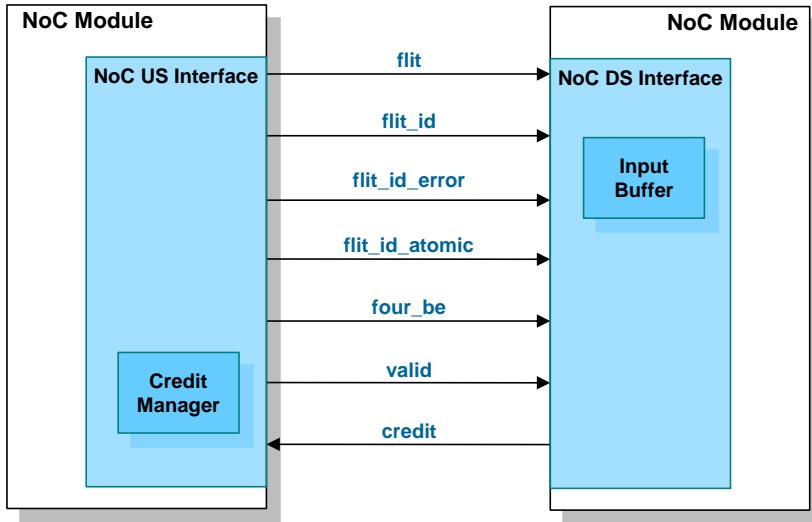 NoC Module
NoC Module
NoC US Interface
flit
NoC DS Interface
flit_id
flit_id_error
Input
Buffer
flit_id_atomic
four_be
Credit
Manager
valid
credit